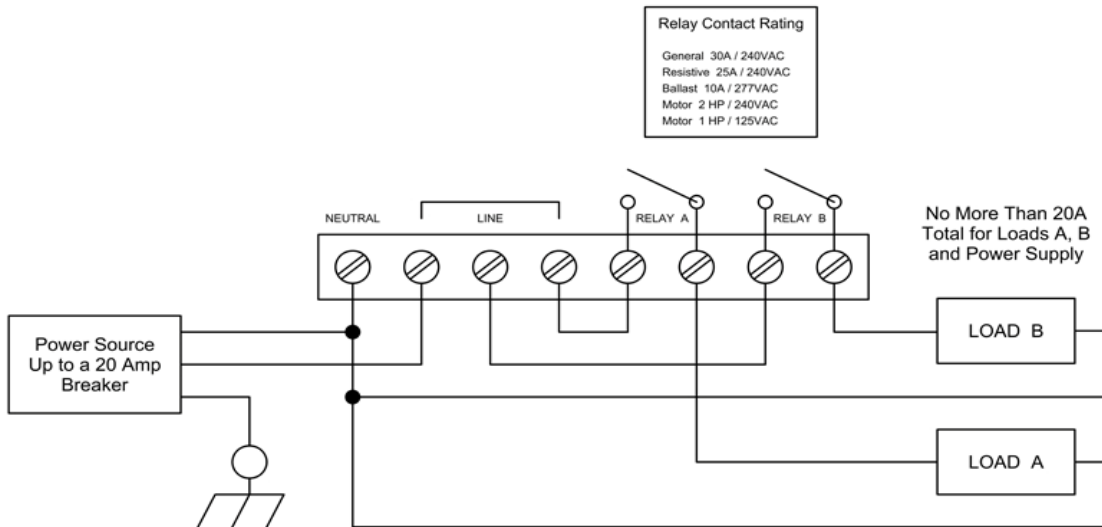 Relay Contact Rating
General 30A / 240VAC
Resistive 25A / 240VAC
Ballast 10A / 277VAC
Motor 2 HP / 240VAC
Motor 1 HP / 125VAC
NEUTRAL
LINE
RELAY A
RELAY B
No More Than 20A
Total for Loads A, B
and Power Supply
Power Source
Up to a 20 Amp
Breaker
LOAD B
LOAD A